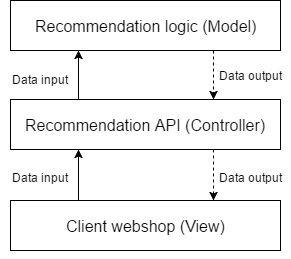 Recommendation logic (Model)
Data input
Data output
Recommendation API (Controller)
Data input
Data output
Client webshop (View)